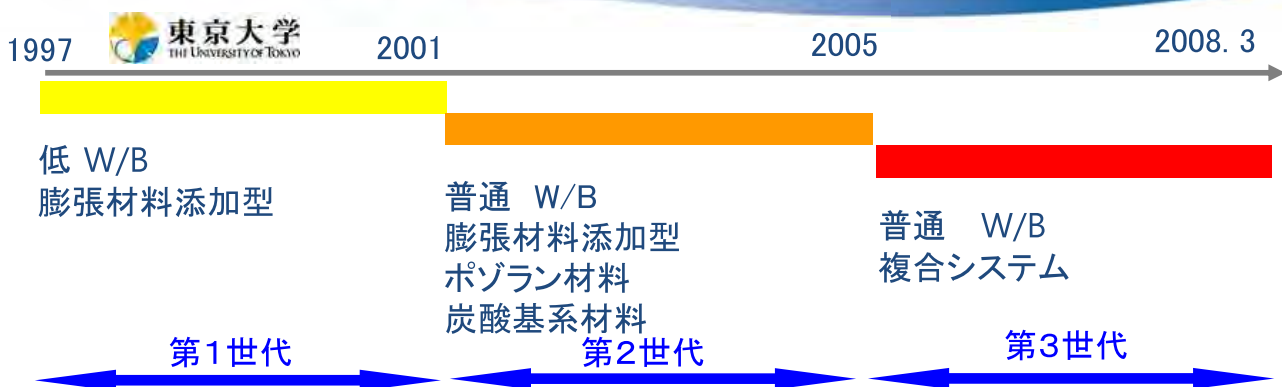 1997
東京大学
THE UNIVERSITY OF TOKYO
2001
2005
2008. 3
低 W/B
膨張材料添加型
普通 W/B
膨張材料添加型
ポゾラン材料
炭酸基系材料
普通 W/B
複合システム
第１世代
第２世代
第３世代